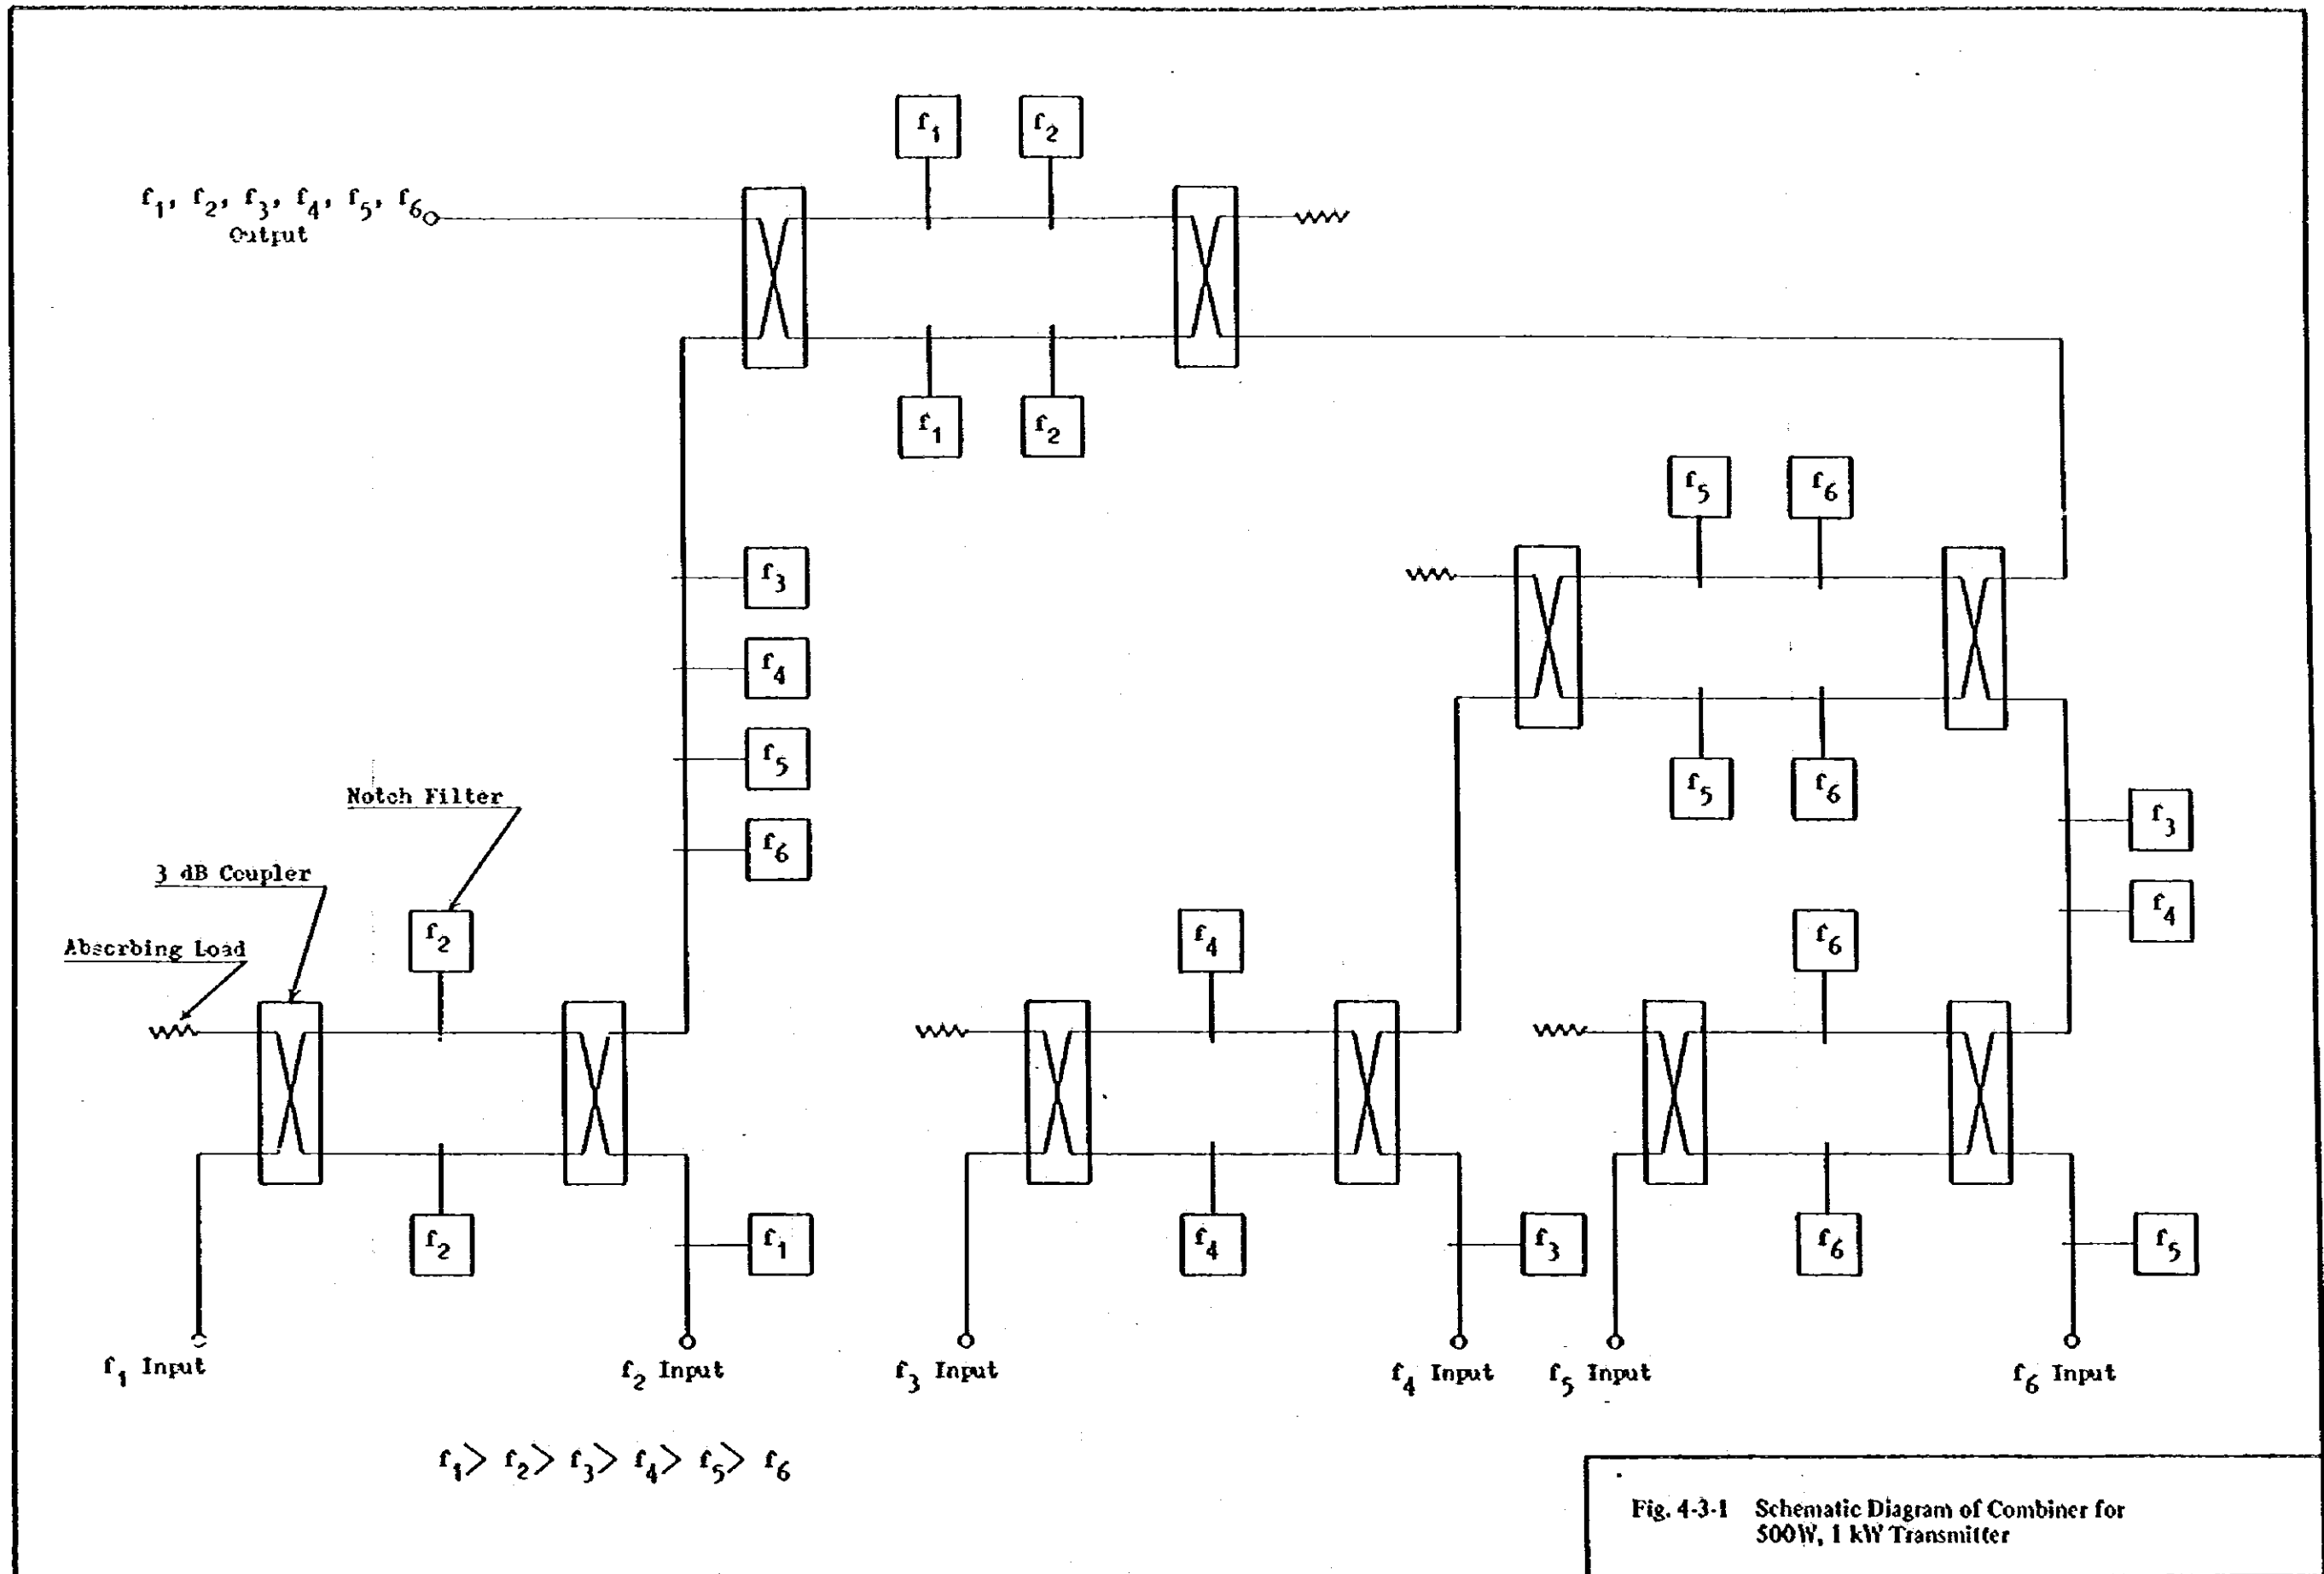 f1
f2
f1, f2, f3, f4, f5, f6
Output
f1
f2
f5
f6
f3
f4
f5
f6
f5
f6
f3
f4
Notch Filter
3 dB Coupler
Absorbing Load
f2
f4
f6
f2
f1
f4
f3
f6
f5
f1 Input
f2 Input
f3 Input
f4 Input
f5 Input
f6 Input
f1> f2> f3> f4> f5> f6
Fig. 4-3-1 Schematic Diagram of Combiner for
500W, 1 kW Transmitter